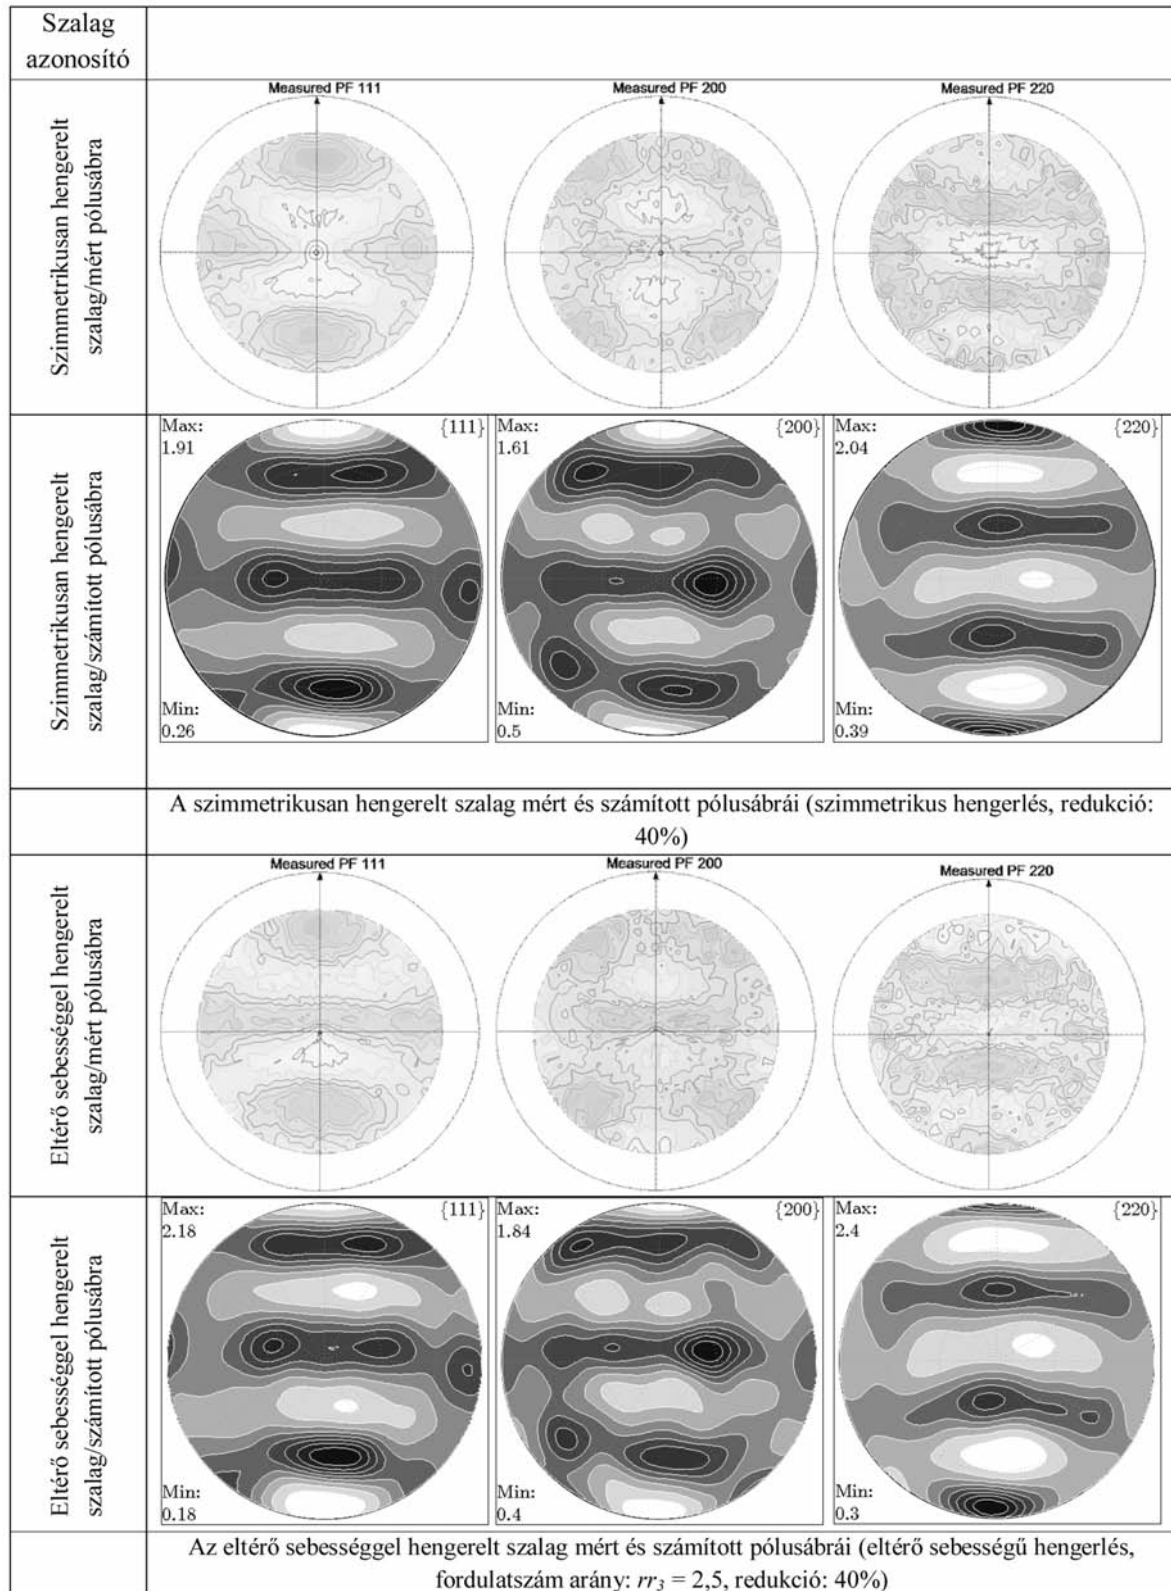 Szalag
azonosító
Szimmetrikusan hengerelt
szalag/mért pólusábra
Measured PF 111
Measured PF 200
Measured PF 220
Szimmetrikusan hengerelt
szalag/számított pólusábra
Max:
1.91
{111}
Min:
0.26
Max:
1.61
{200}
Min:
0.5
Max:
2.04
{220}
Min:
0.39
A szimmetrikusan hengerelt szalag mért és számított pólusábrái (szimmetrikus hengerlés, redukció:
40%)
Eltérő sebességgel hengerelt
szalag/mért pólusábra
Measured PF 111
Measured PF 200
Measured PF 220
Eltérő sebességgel hengerelt
szalag/számított pólusábra
Max:
2.18
{111}
Min:
0.18
Max:
1.84
{200}
Min:
0.4
Max:
2.4
{220}
Min:
0.3
Az eltérő sebességgel hengerelt szalag mért és számított pólusábrái (eltérő sebességű hengerlés,
fordulatszám arány: rr₃ = 2,5, redukció: 40%)